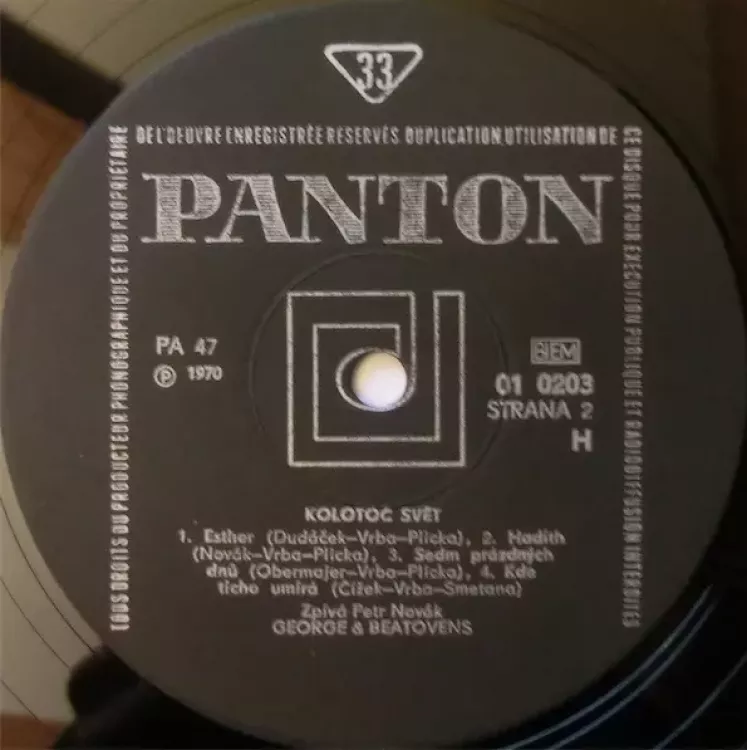 33
DE L'OEUVRE ENREGISTRÉE RESERVÉS. DUPLICATION, UTILISATION DE
CE DISQUE POUR EXÉCUTION PUBLIQUE ET RADIODIFFUSION INTERDITES
TOUS DROITS DU PRODUCTEUR PHONOGRAPHIQUE ET DU PROPRIÉTAIRE
PANTON
PA 47
Ⓟ 1970
BIEM
01 0203
STRANA 2
H
KOLOTOČ SVĚT
1. Esther (Dudáček–Vrba–Plicka), 2. Hadith
(Novák–Vrba–Plicka), 3. Sedm prázdných
dnů (Obermajer–Vrba–Plicka), 4. Kde
ticho umírá (Čížek–Vrba–Smetana)
Zpívá Petr Novák
GEORGE & BEATOVENS